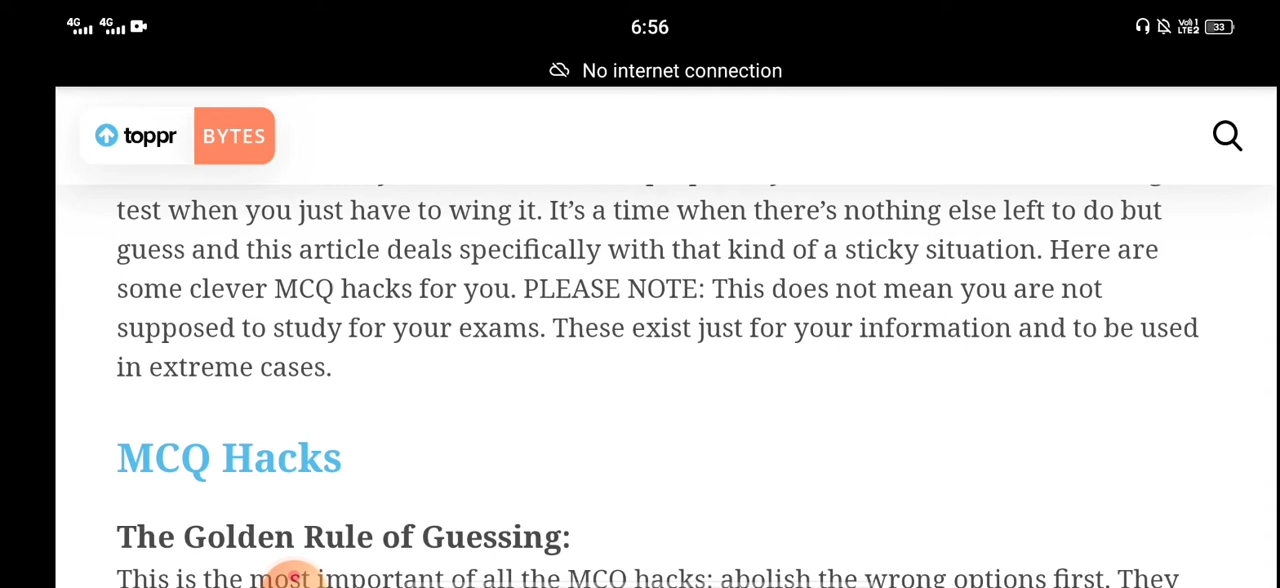 4G 4G 6:56 Vol) 1 LTE2 33
No internet connection
toppr BYTES
test when you just have to wing it. It’s a time when there’s nothing else left to do but
guess and this article deals specifically with that kind of a sticky situation. Here are
some clever MCQ hacks for you. PLEASE NOTE: This does not mean you are not
supposed to study for your exams. These exist just for your information and to be used
in extreme cases.
MCQ Hacks
The Golden Rule of Guessing:
This is the most important of all the MCQ hacks: abolish the wrong options first. They